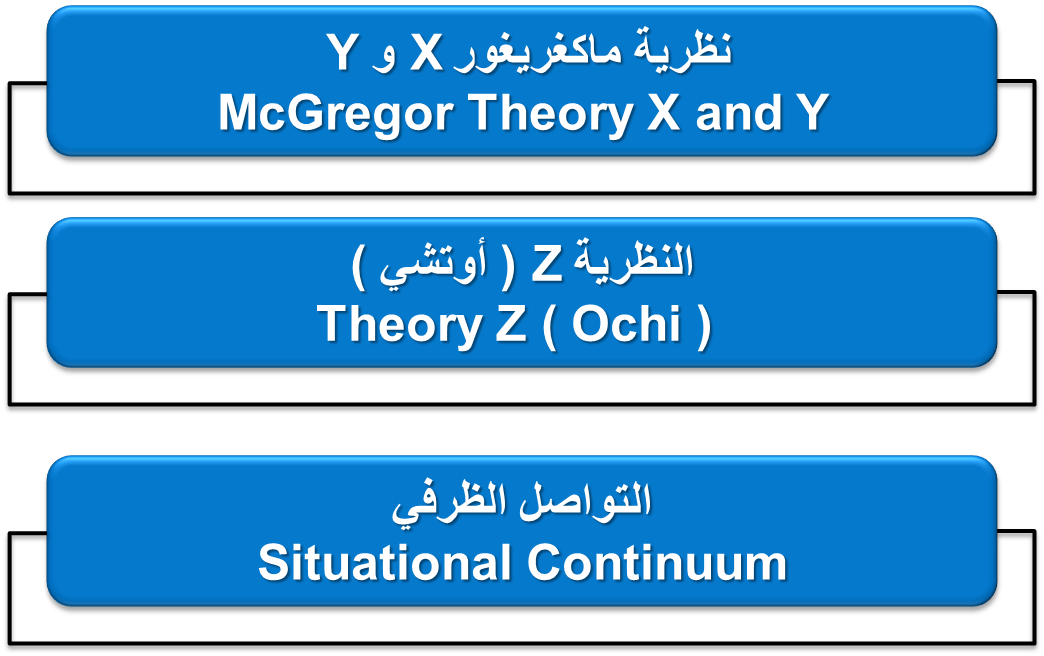 نظرية ماكغريغور X و Y
McGregor Theory X and Y
النظرية Z ( أوتشي )
Theory Z ( Ochi )
التواصل الظرفي
Situational Continuum